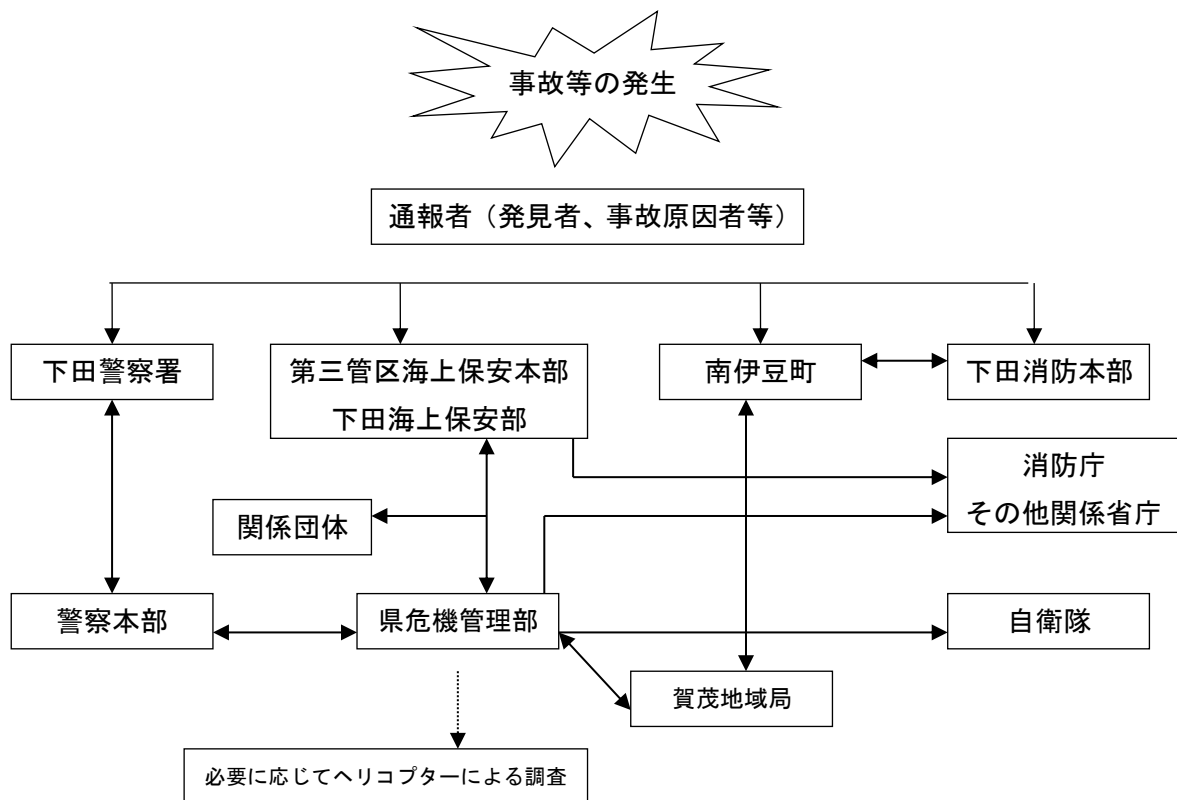 事故等の発生
通報者（発見者、事故原因者等）
下田警察署
第三管区海上保安本部
下田海上保安部
南伊豆町
下田消防本部
消防庁
その他関係省庁
関係団体
警察本部
県危機管理部
自衛隊
賀茂地域局
必要に応じてヘリコプターによる調査